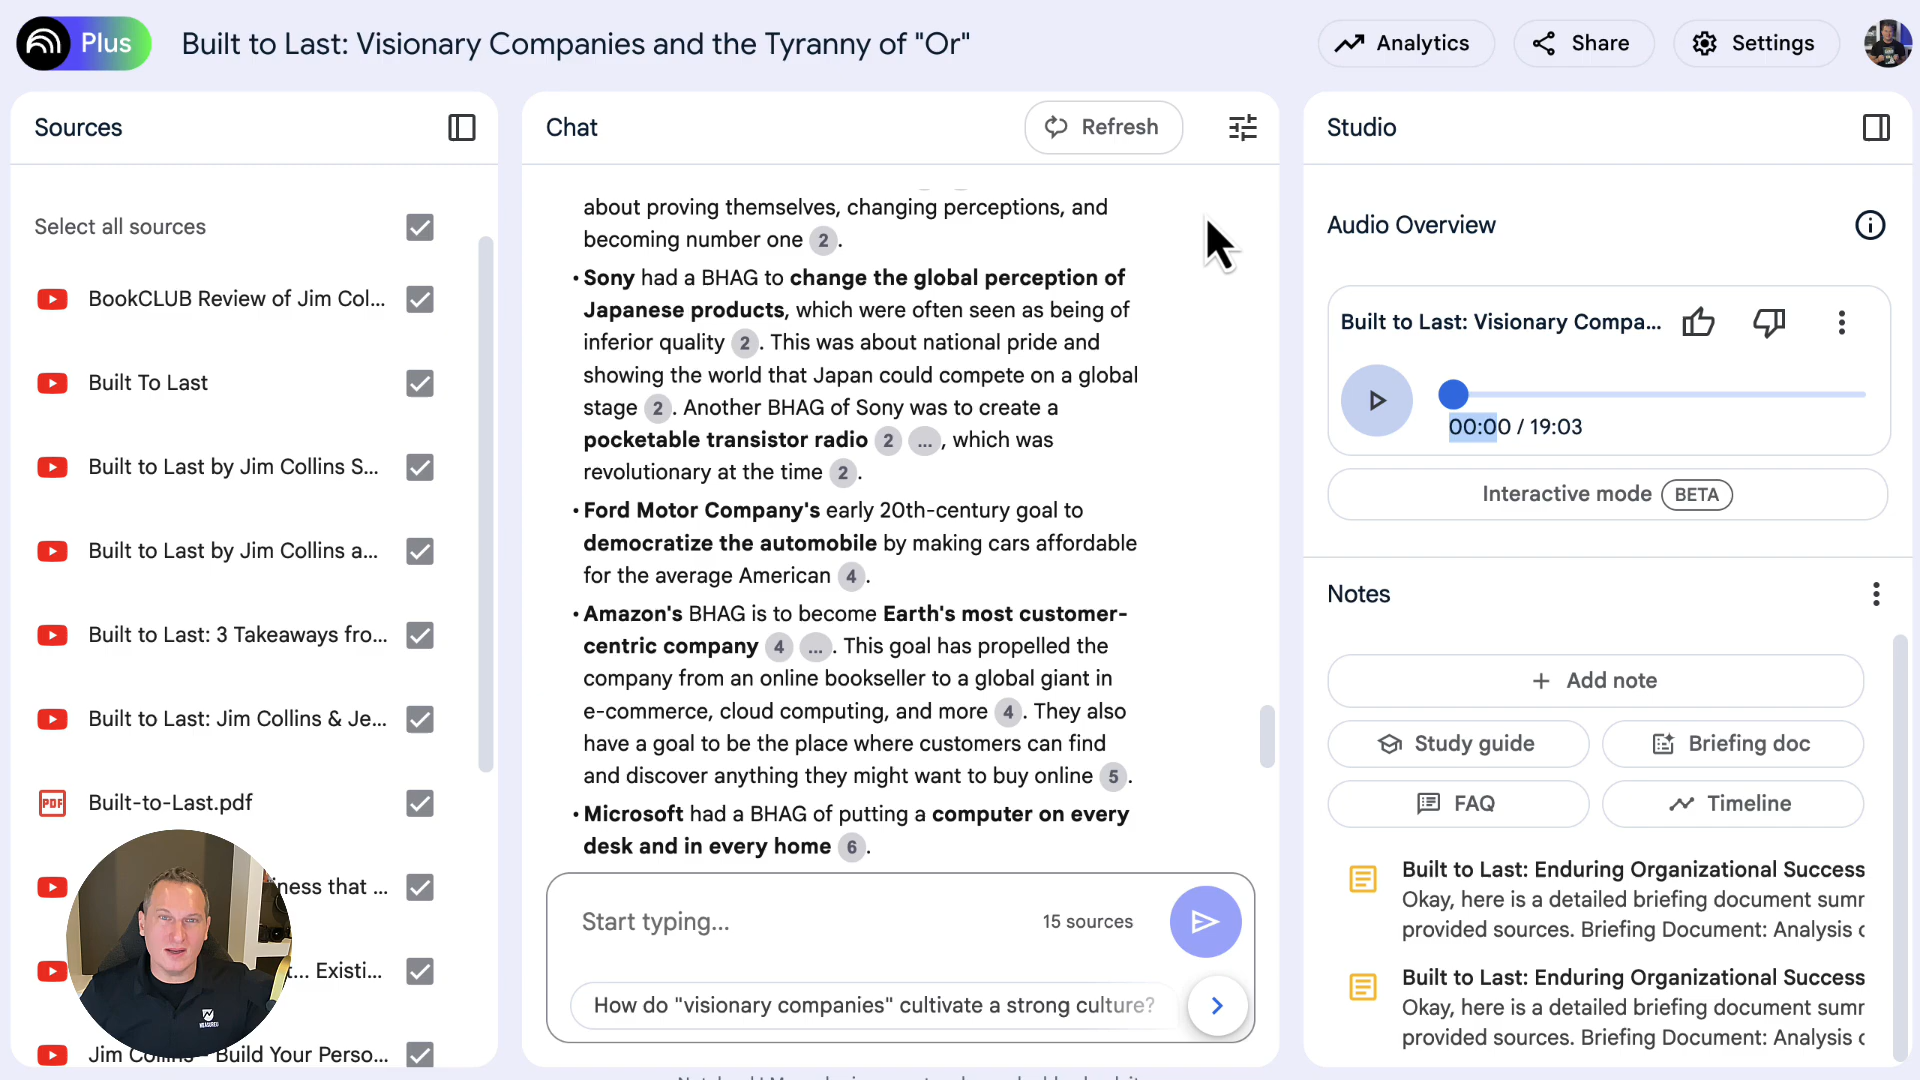 Plus
Built to Last: Visionary Companies and the Tyranny of "Or"
Analytics
Share
Settings
Sources
Select all sources
BookCLUB Review of Jim Col...
Built To Last
Built to Last by Jim Collins S...
Built to Last by Jim Collins a...
Built to Last: 3 Takeaways fro...
Built to Last: Jim Collins & Je...
PDF
Built-to-Last.pdf
iness that ...
t... Existi...
Jim Collins - Build Your Perso...
Chat
Refresh
about proving themselves, changing perceptions, and
becoming number one 2.
• Sony had a BHAG to change the global perception of
Japanese products, which were often seen as being of
inferior quality 2. This was about national pride and
showing the world that Japan could compete on a global
stage 2. Another BHAG of Sony was to create a
pocketable transistor radio 2 ..., which was
revolutionary at the time 2.
• Ford Motor Company's early 20th-century goal to
democratize the automobile by making cars affordable
for the average American 4.
• Amazon's BHAG is to become Earth's most customer-
centric company 4 .... This goal has propelled the
company from an online bookseller to a global giant in
e-commerce, cloud computing, and more 4. They also
have a goal to be the place where customers can find
and discover anything they might want to buy online 5.
• Microsoft had a BHAG of putting a computer on every
desk and in every home 6.
Start typing...
15 sources
How do "visionary companies" cultivate a strong culture?
Studio
Audio Overview
Built to Last: Visionary Compa...
00:00 / 19:03
Interactive mode BETA
Notes
Add note
Study guide
Briefing doc
FAQ
Timeline
Built to Last: Enduring Organizational Success
Okay, here is a detailed briefing document summ
provided sources. Briefing Document: Analysis o
Built to Last: Enduring Organizational Success
Okay, here is a detailed briefing document summ
provided sources. Briefing Document: Analysis o